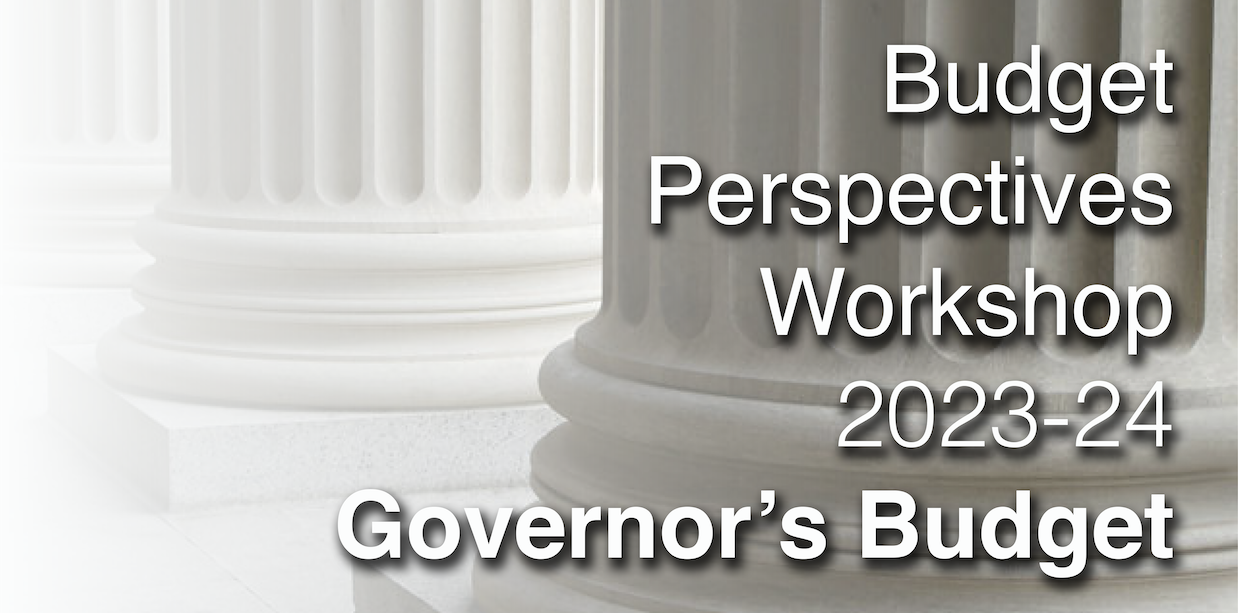 Budget
Perspectives
Workshop
2023-24
Governor’s Budget